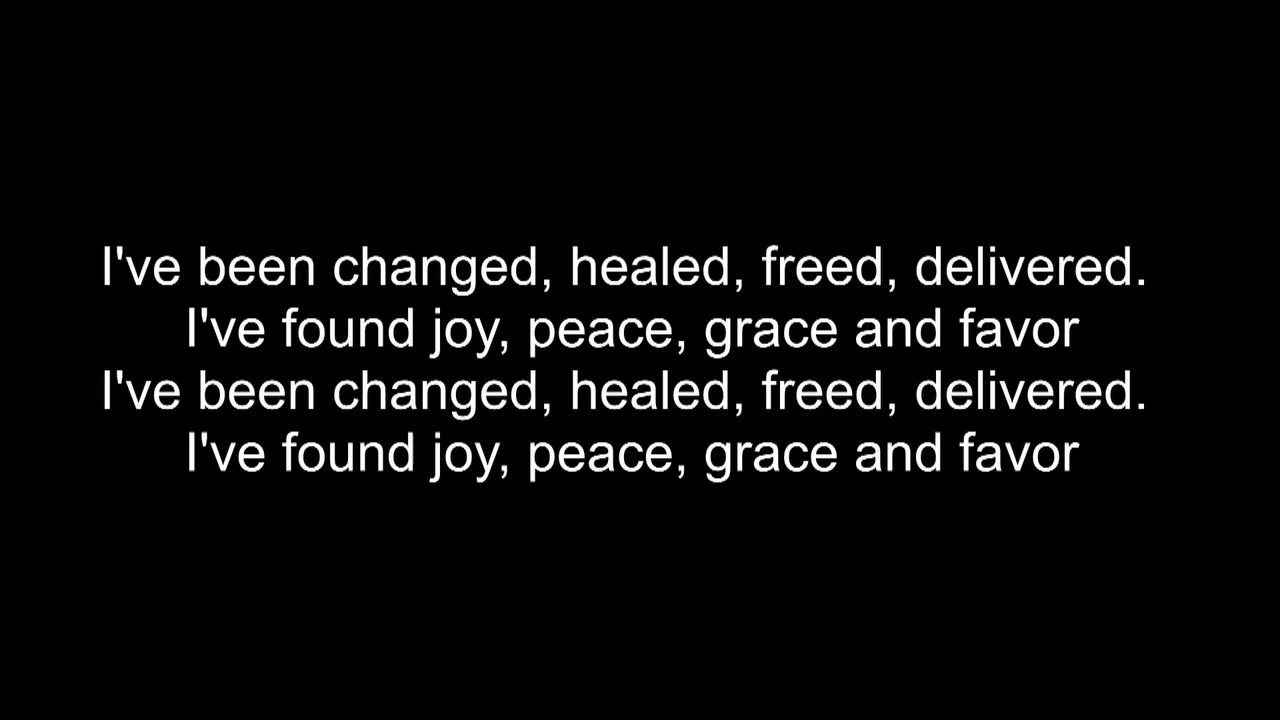 I've been changed, healed, freed, delivered.
I've found joy, peace, grace and favor
I've been changed, healed, freed, delivered.
I've found joy, peace, grace and favor